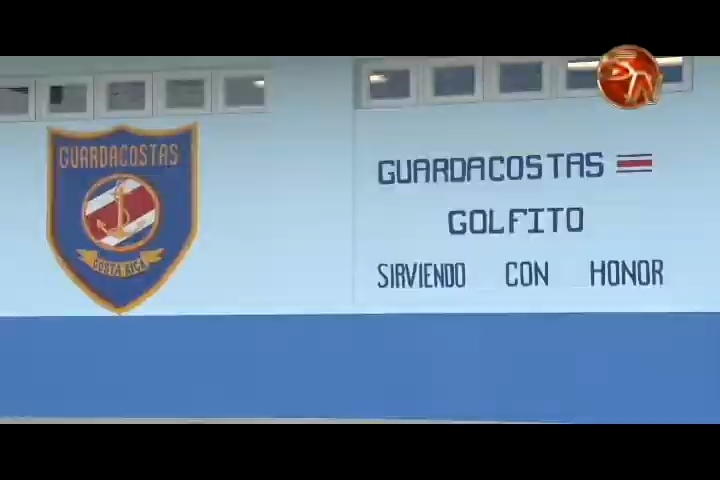 GUARDACOSTAS
COSTA RICA
GUARDACOSTAS
GOLFITO
SIRVIENDO CON HONOR